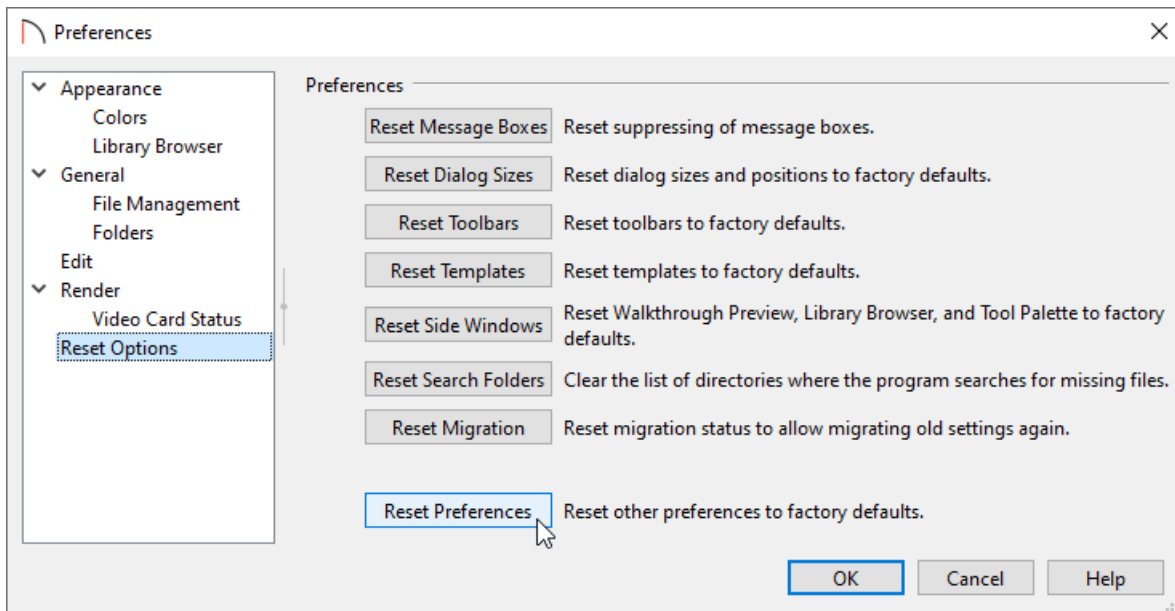 Preferences
Appearance
Colors
Library Browser
General
File Management
Folders
Edit
Render
Video Card Status
Reset Options
Preferences
Reset Message Boxes Reset suppressing of message boxes.
Reset Dialog Sizes Reset dialog sizes and positions to factory defaults.
Reset Toolbars Reset toolbars to factory defaults.
Reset Templates Reset templates to factory defaults.
Reset Side Windows Reset Walkthrough Preview, Library Browser, and Tool Palette to factory
defaults.
Reset Search Folders Clear the list of directories where the program searches for missing files.
Reset Migration Reset migration status to allow migrating old settings again.
Reset Preferences Reset other preferences to factory defaults.
OK Cancel Help